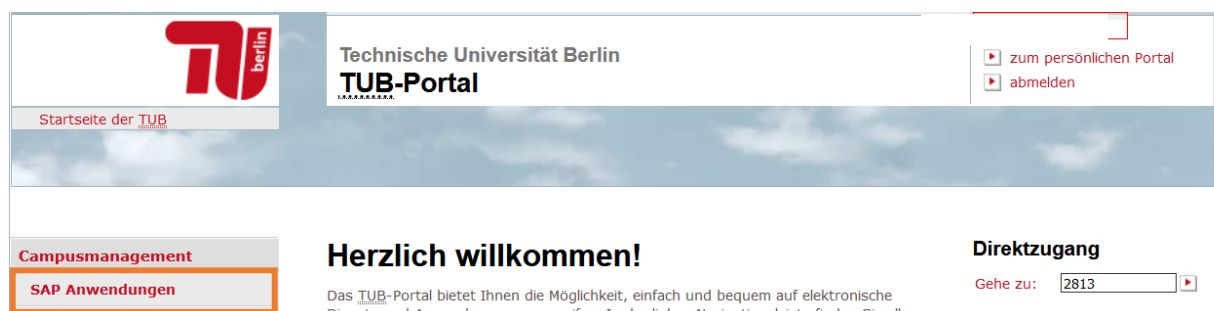 berlin
Technische Universität Berlin
TUB-Portal
zum persönlichen Portal
abmelden
Startseite der TUB
Campusmanagement
SAP Anwendungen
Herzlich willkommen!
Das TUB-Portal bietet Ihnen die Möglichkeit, einfach und bequem auf elektronische
Direktzugang
Gehe zu: 2813